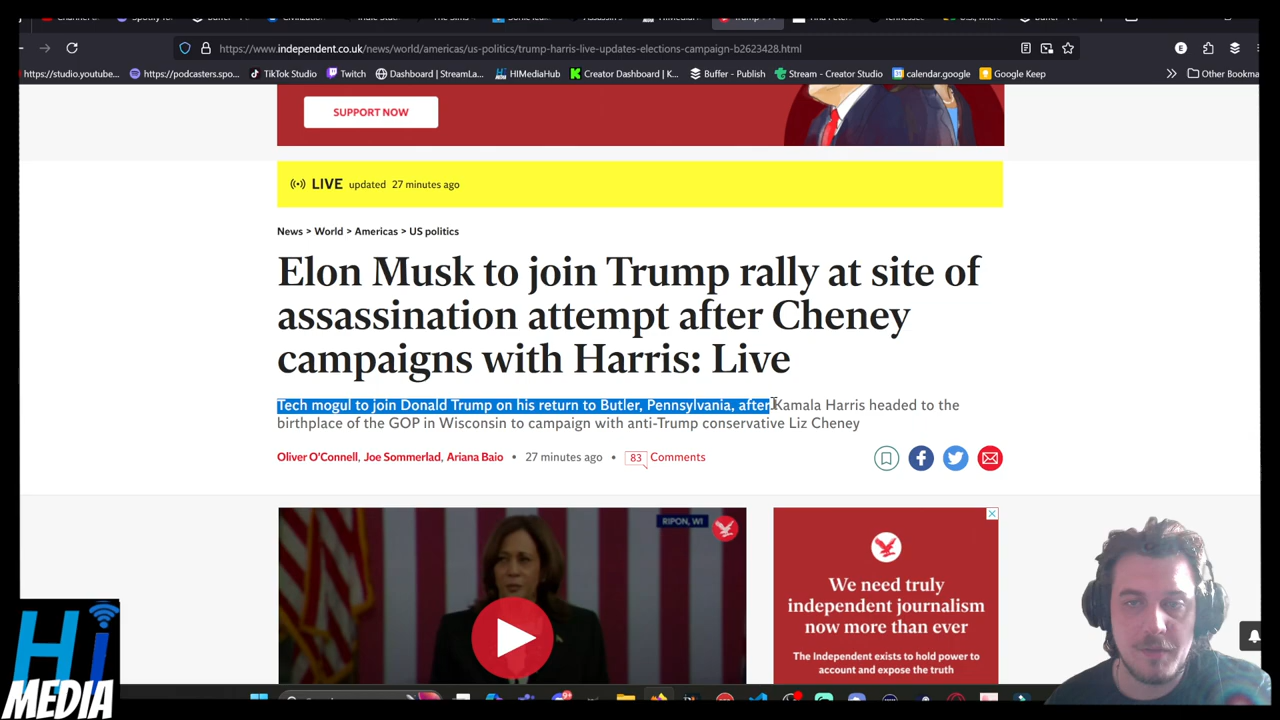 https://www.independent.co.uk/news/world/americas/us-politics/trump-harris-live-updates-elections-campaign-b2623428.html
https://studio.youtube... https://podcasters.spo... TikTok Studio Twitch Dashboard | StreamLa... HIMediaHub Creator Dashboard | K... Buffer - Publish Stream - Creator Studio calendar.google Google Keep Other Bookma
SUPPORT NOW
LIVE updated 27 minutes ago
News > World > Americas > US politics
Elon Musk to join Trump rally at site of
assassination attempt after Cheney
campaigns with Harris: Live
Tech mogul to join Donald Trump on his return to Butler, Pennsylvania, after Kamala Harris headed to the
birthplace of the GOP in Wisconsin to campaign with anti-Trump conservative Liz Cheney
Oliver O'Connell, Joe Sommerlad, Ariana Baio • 27 minutes ago • 83 Comments
RIPON, WI
We need truly
independent journalism
now more than ever
The Independent exists to hold power to
account and expose the truth
Hi
MEDIA